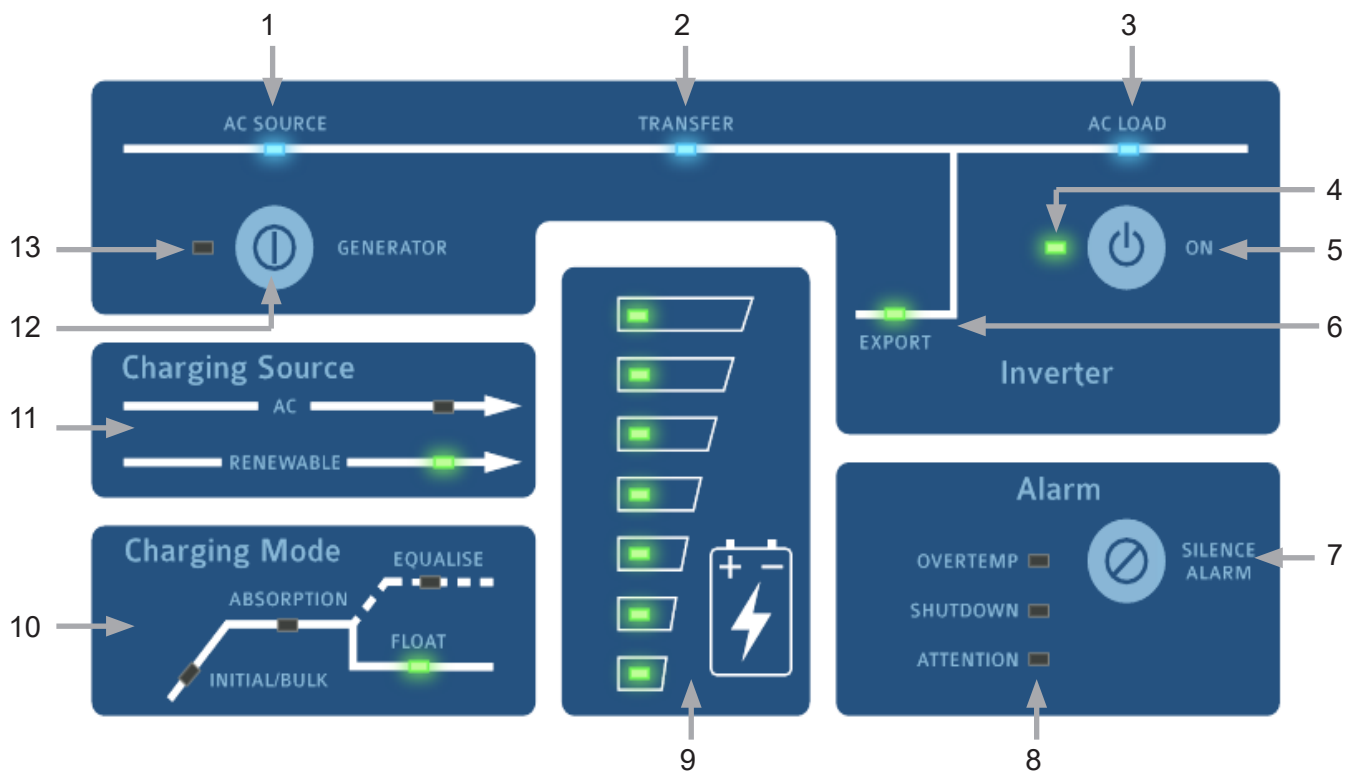 1
2
3
AC SOURCE
TRANSFER
AC LOAD
4
13
GENERATOR
ON
5
12
EXPORT
6
Inverter
Charging Source
AC
11
RENEWABLE
Alarm
Charging Mode
EQUALISE
OVERTEMP
SILENCE
ALARM
7
ABSORPTION
SHUTDOWN
10
FLOAT
INITIAL/BULK
ATTENTION
+ −
9
8